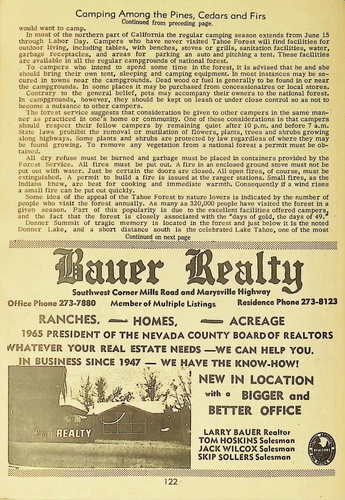 Camping Among the Pines, Cedars and Firs
Continued from preceding page.
would want to camp.
In most of the northern part of California the regular camping season extends from June 15
through Labor Day. Campers who have never visited Tahoe Forest will find facilities for
outdoor living, including tables, with benches, stoves or grills, sanitation facilities, water,
garbage receptacles, and areas for parking an auto and pitching a tent. These facilities
are available in all the regular campgrounds of national forest.
To campers who intend to spend some time in the forest, it is advised that he and she
should bring their own tent, sleeping and camping equipment. In most instances may be se-
cured in towns near the campgrounds. Dead wood or fuel is generally to be found in or near
the campgrounds. In some places it may be purchased from concessionaires or local stores.
Contrary to the general belief, pets may accompany their owners to the national forest.
In campgrounds, however, they should be kept on leash or under close control so as not to
become a nuisance to other campers.
The forest service suggests that consideration be given to other campers in the same man-
ner as practiced in one's home or community. One of these considerations is that campers
should respect their fellow campers by remaining quiet between 10 p.m. and 7 am.
State laws prohibit the removal or mutilation of flowers, plants, trees and shrubs growing
along highways. Some plants and shrubs are protected by law regardless of where they may
be found growing. To remove any vegetation from a national forest a permit must be ob-
tained.
All dry refuse must be burned and garbage must be placed in containers provided by the
Forest Service. All fires must be put out. A fire in an enclosed ground stove must not be
put out with water. Just be certain the doors are closed. All open fires, of course, must be
extinguished. A permit to build a fire is issued at the ranger stations. Small fires, as the
Indians knew, are best for cooking and immediate warmth. Consequently if a wind rises
a small fire can be put out quickly.
Some idea of the appeal of the Tahoe Forest to nature lovers is indicated by the number of
people who visit the forest annually. As many as 320,000 people have visited the forest in a
given season. Part of this popularity is due to the excellent facilities offered campers,
and the fact that the forest is closely associated with the "days of gold, the days of 49."
Donner Summit of tragic memory is located in the forest and just below it is the noted
Donner Lake, and a short distance south is the celebrated Lake Tahoe, one of the most
Continued on next page
Bauer Realty
Southwest Corner Mills Road and Marysville Highway
Office Phone 273-7880 Member of Multiple Listings Residence Phone 273-8123
RANCHES, — HOMES, — ACREAGE
1965 PRESIDENT OF THE NEVADA COUNTY BOARD OF REALTORS
WHATEVER YOUR REAL ESTATE NEEDS — WE CAN HELP YOU.
IN BUSINESS SINCE 1947 — WE HAVE THE KNOW-HOW!
NEW IN LOCATION
with a BIGGER and
BETTER OFFICE
REALTY
LARRY BAUER Realtor
TOM HOSKINS Salesman
JACK WILCOX Salesman
SKIP SOLLERS Salesman
122